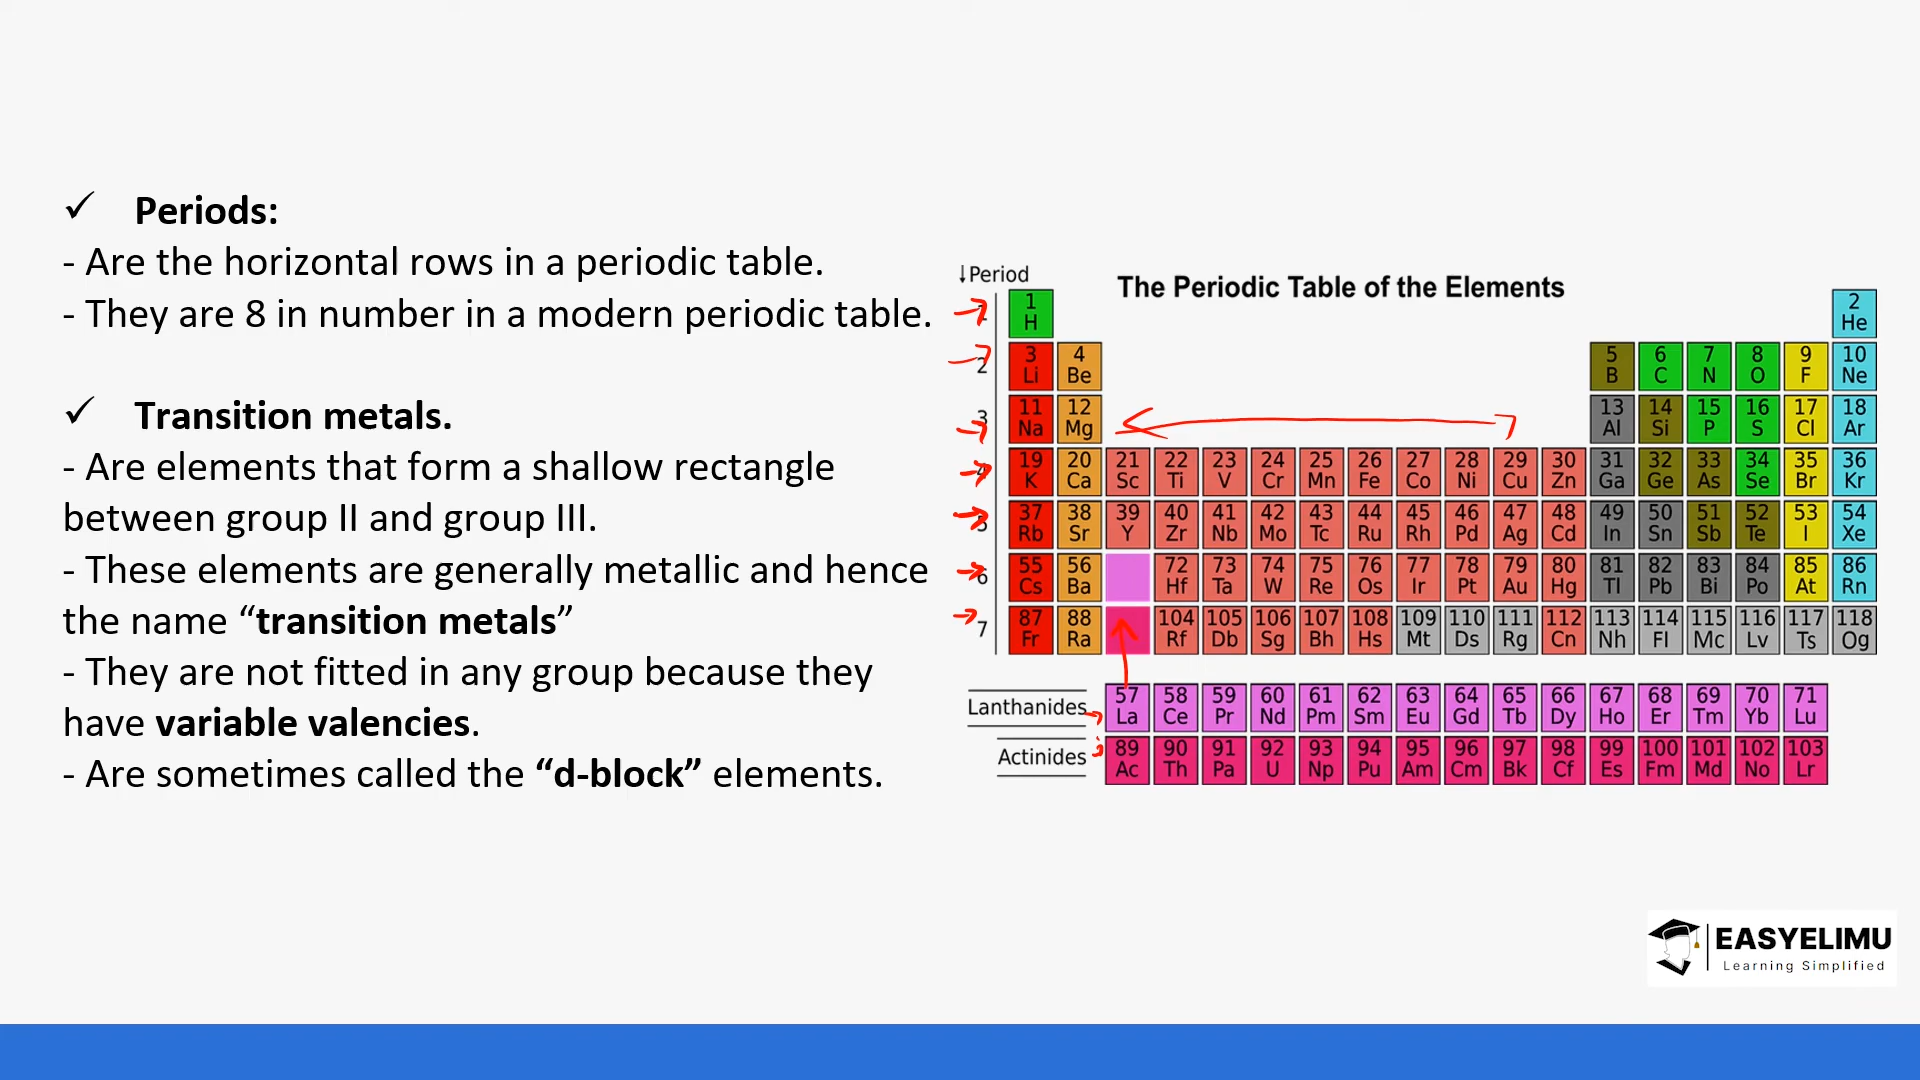 ✓ Periods:
- Are the horizontal rows in a periodic table.
- They are 8 in number in a modern periodic table.
✓ Transition metals.
- Are elements that form a shallow rectangle
between group II and group III.
- These elements are generally metallic and hence
the name “transition metals”
- They are not fitted in any group because they
have variable valencies.
- Are sometimes called the “d-block” elements.
↓Period
The Periodic Table of the Elements
1 2
H He
2 3 4 5 6 7 8 9 10
Li Be B C N O F Ne
3 11 12 13 14 15 16 17 18
Na Mg Al Si P S Cl Ar
19 20 21 22 23 24 25 26 27 28 29 30 31 32 33 34 35 36
K Ca Sc Ti V Cr Mn Fe Co Ni Cu Zn Ga Ge As Se Br Kr
5 37 38 39 40 41 42 43 44 45 46 47 48 49 50 51 52 53 54
Rb Sr Y Zr Nb Mo Tc Ru Rh Pd Ag Cd In Sn Sb Te I Xe
6 55 56 72 73 74 75 76 77 78 79 80 81 82 83 84 85 86
Cs Ba Hf Ta W Re Os Ir Pt Au Hg Tl Pb Bi Po At Rn
7 87 88 104 105 106 107 108 109 110 111 112 113 114 115 116 117 118
Fr Ra Rf Db Sg Bh Hs Mt Ds Rg Cn Nh Fl Mc Lv Ts Og
Lanthanides 57 58 59 60 61 62 63 64 65 66 67 68 69 70 71
La Ce Pr Nd Pm Sm Eu Gd Tb Dy Ho Er Tm Yb Lu
Actinides 89 90 91 92 93 94 95 96 97 98 99 100 101 102 103
Ac Th Pa U Np Pu Am Cm Bk Cf Es Fm Md No Lr
EASYELIMU
Learning Simplified